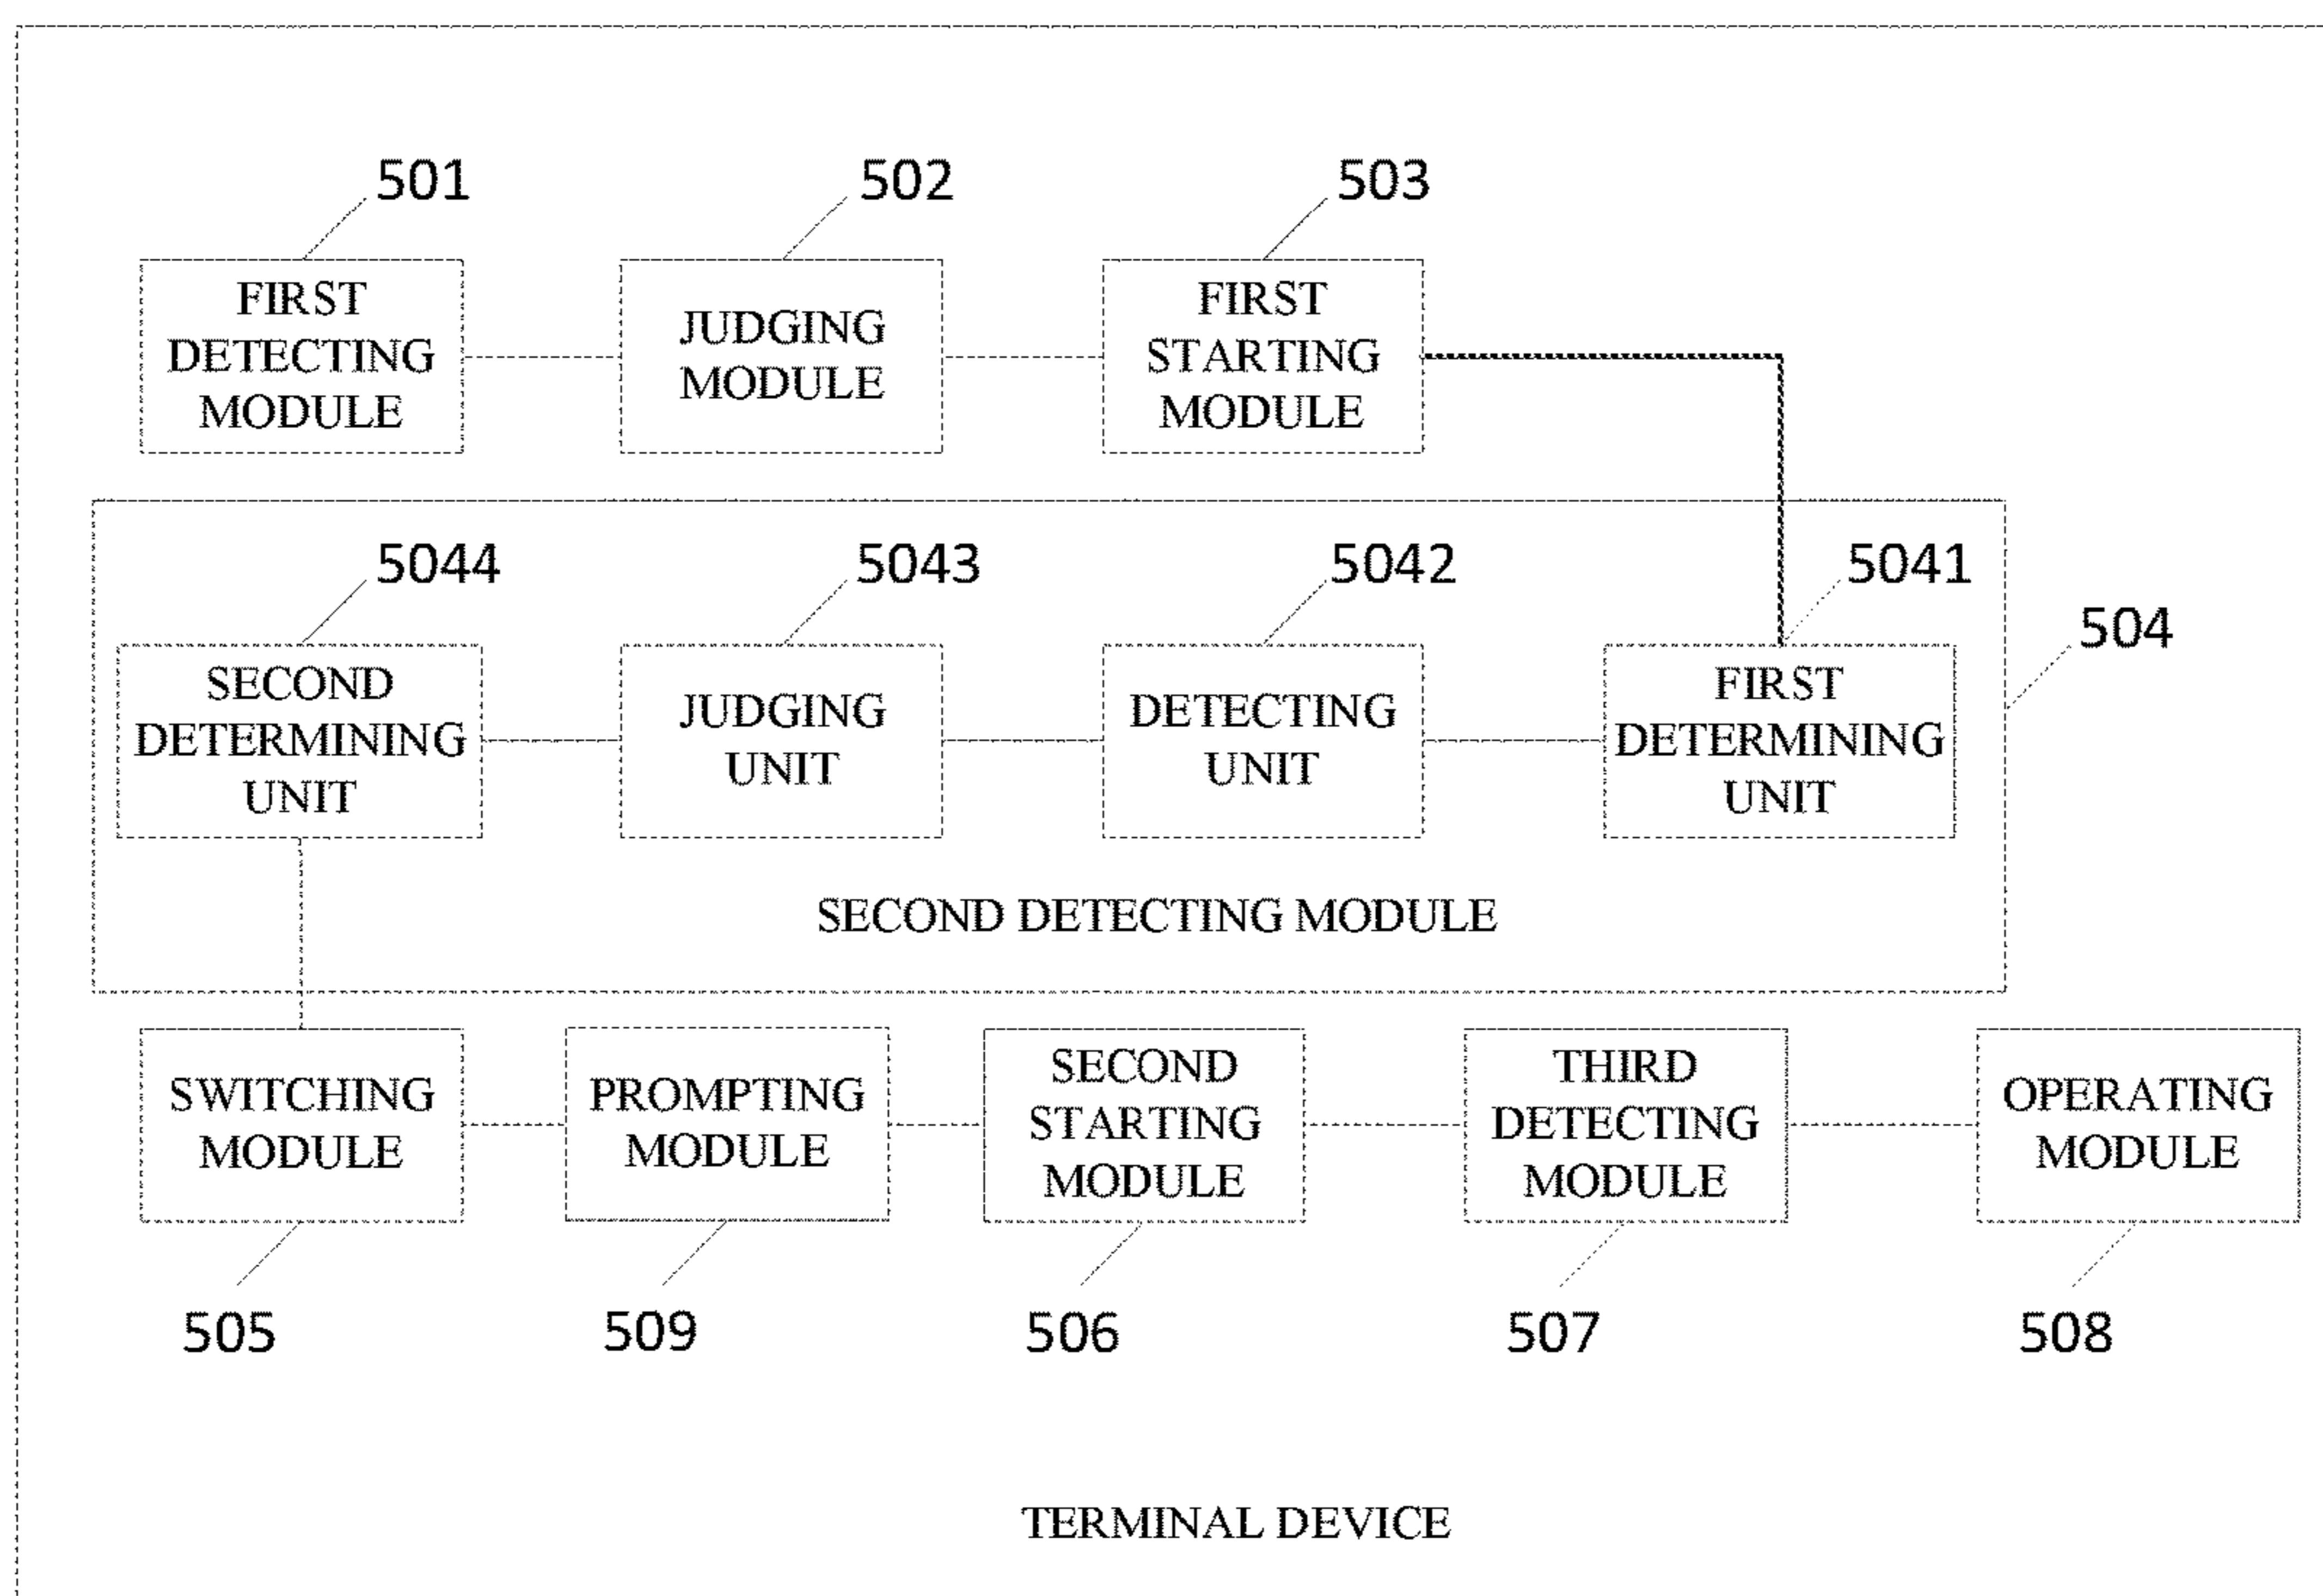 501
502
503
FIRST
DETECTING
MODULE
JUDGING
MODULE
FIRST
STARTING
MODULE
5044
5043
5042
5041
504
SECOND
DETERMINING
UNIT
JUDGING
UNIT
DETECTING
UNIT
FIRST
DETERMINING
UNIT
SECOND DETECTING MODULE
SWITCHING
MODULE
PROMPTING
MODULE
SECOND
STARTING
MODULE
THIRD
DETECTING
MODULE
OPERATING
MODULE
505
509
506
507
508
TERMINAL DEVICE